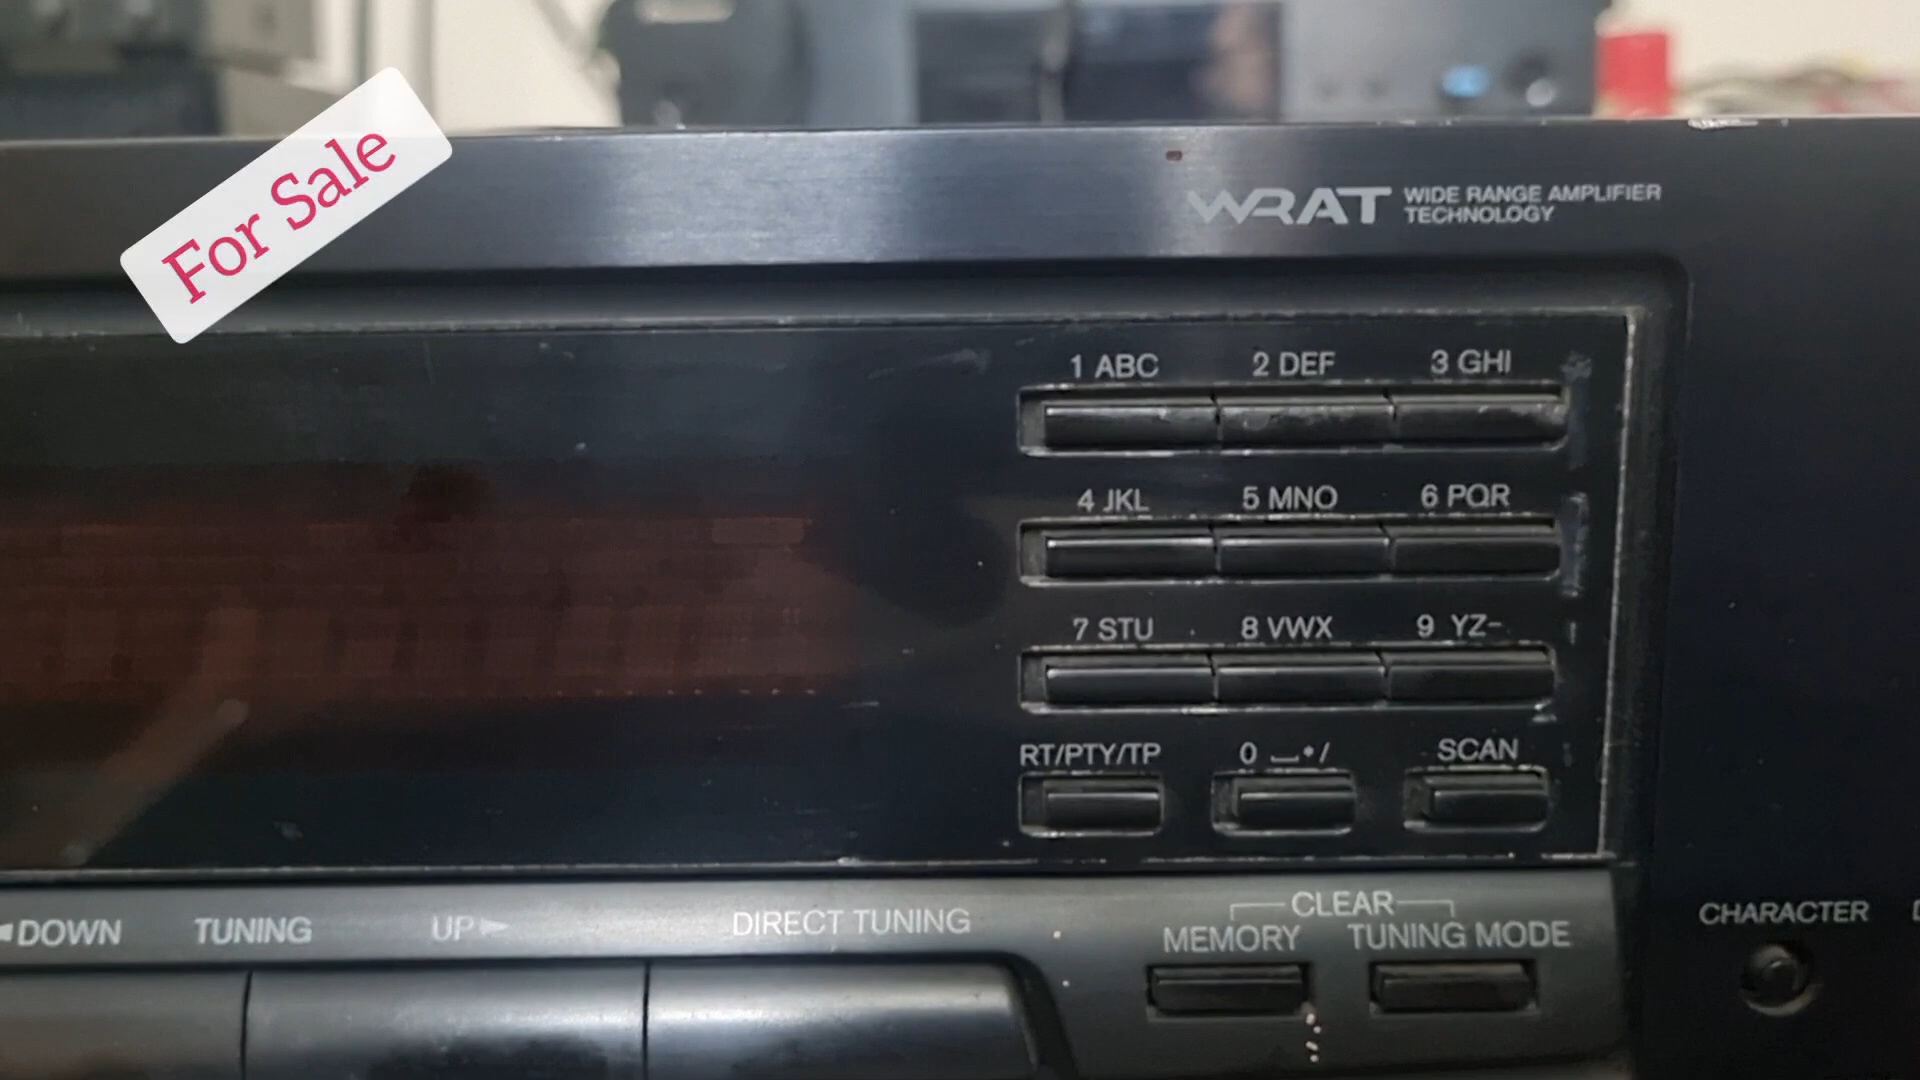 For Sale
WRAT WIDE RANGE AMPLIFIER
TECHNOLOGY
1 ABC 2 DEF 3 GHI
4 JKL 5 MNO 6 PQR
7 STU 8 VWX 9 YZ-
RT/PTY/TP 0 ⎵•/ SCAN
◄DOWN TUNING UP► DIRECT TUNING
CLEAR
MEMORY TUNING MODE
CHARACTER